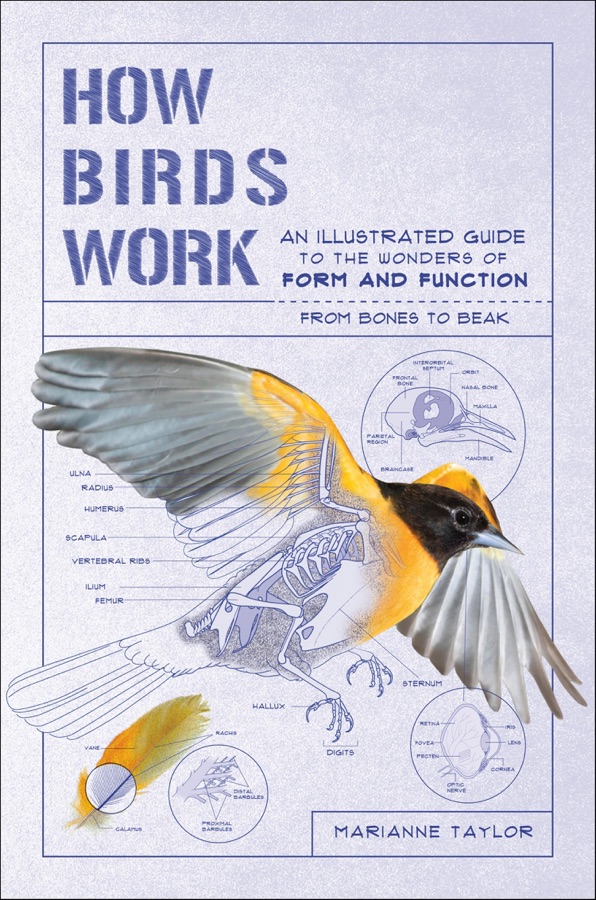 HOW
BIRDS
WORK
AN ILLUSTRATED GUIDE
TO THE WONDERS OF
FORM AND FUNCTION
FROM BONES TO BEAK
INTERORBITAL
SEPTUM
ORBIT
FRONTAL
BONE
NASAL BONE
MAXILLA
PARIETAL
REGION
MANDIBLE
BRAINCASE
ULNA
RADIUS
HUMERUS
SCAPULA
VERTEBRAL RIBS
ILIUM
FEMUR
STERNUM
HALLUX
DIGITS
RETINA
IRIS
FOVEA
LENS
PECTEN
CORNEA
OPTIC
NERVE
RACHIS
VANE
DISTAL
BARBULES
PROXIMAL
BARBULES
CALAMUS
MARIANNE TAYLOR